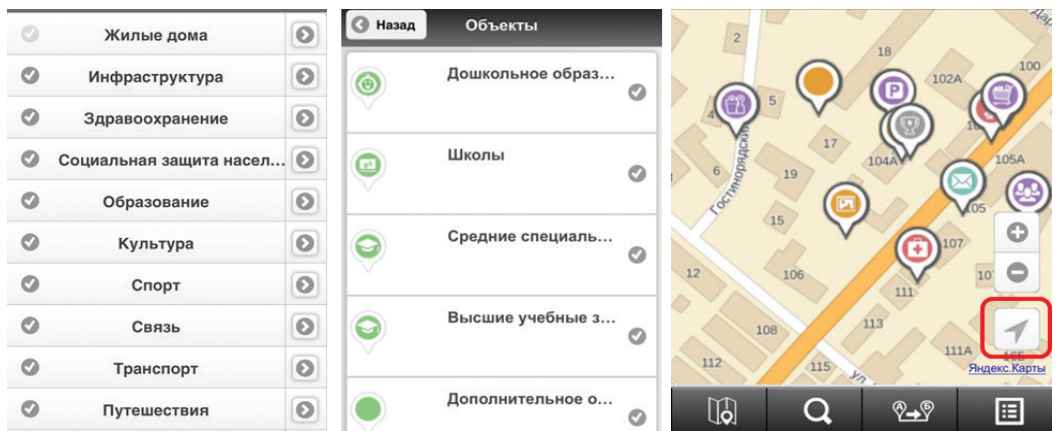 Жилые дома
Инфраструктура
Здравоохранение
Социальная защита насел...
Образование
Культура
Спорт
Связь
Транспорт
Путешествия
Назад
Объекты
Дошкольное образ...
Школы
Средние специаль...
Высшие учебные з...
Дополнительное о...
2
18
102А
100
5
4
17
104А
105А
6
19
Гостинорядский
15
105
107
12
106
10
111
108
113
111А
112
115
ул
Яндекс.Карты
А
Б